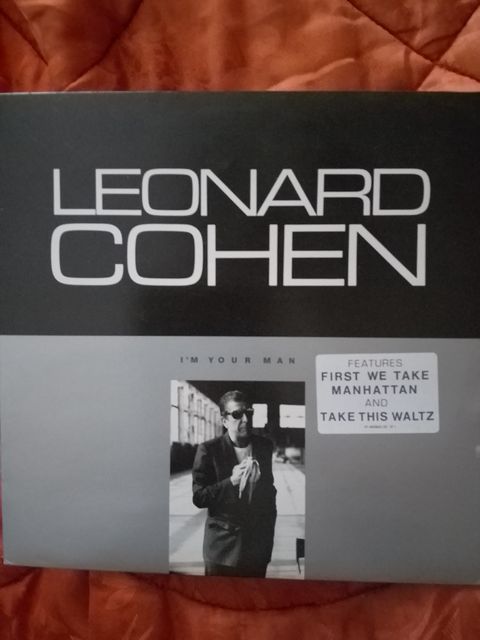 LEONARD
COHEN
I'M YOUR MAN
FEATURES
FIRST WE TAKE
MANHATTAN
AND
TAKE THIS WALTZ